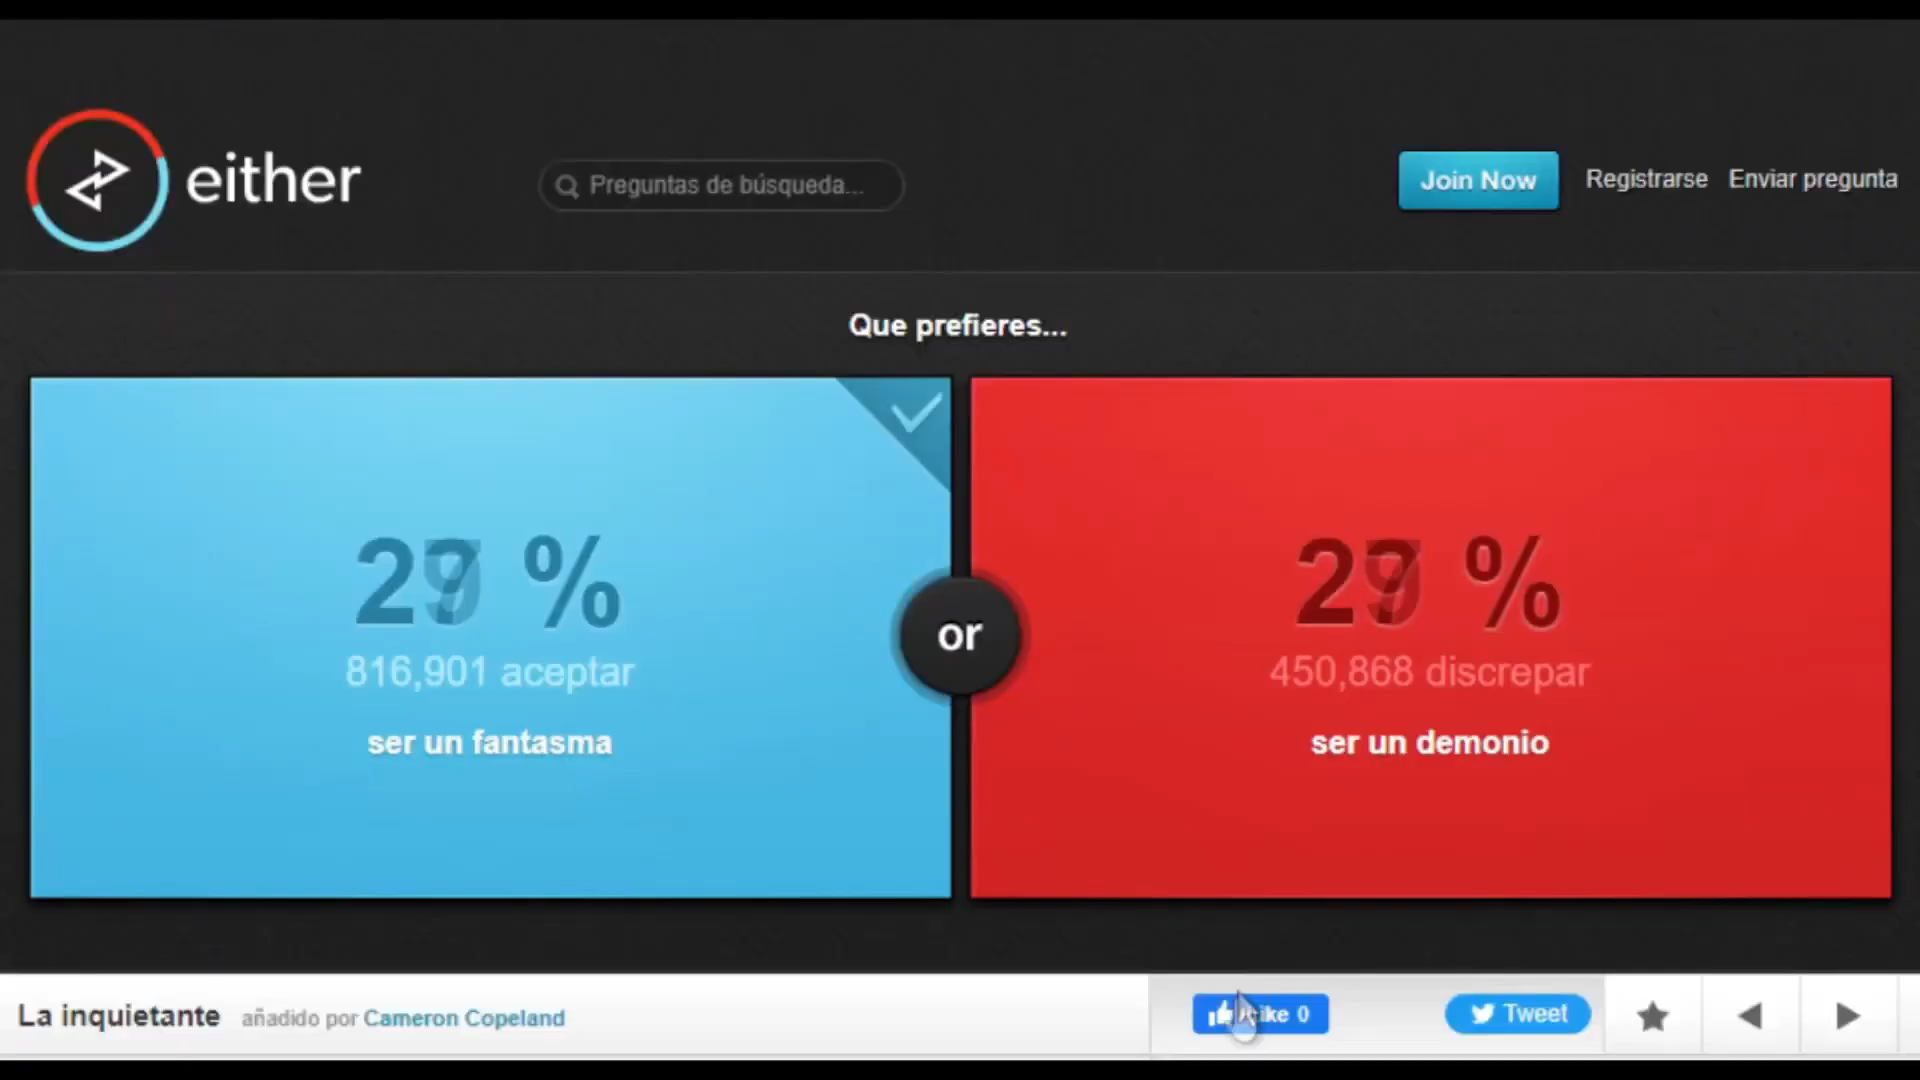 either
Preguntas de búsqueda...
Join Now
Registrarse
Enviar pregunta
Que prefieres...
%
816,901 aceptar
ser un fantasma
or
%
450,868 discrepar
ser un demonio
La inquietante
añadido por Cameron Copeland
0
Tweet